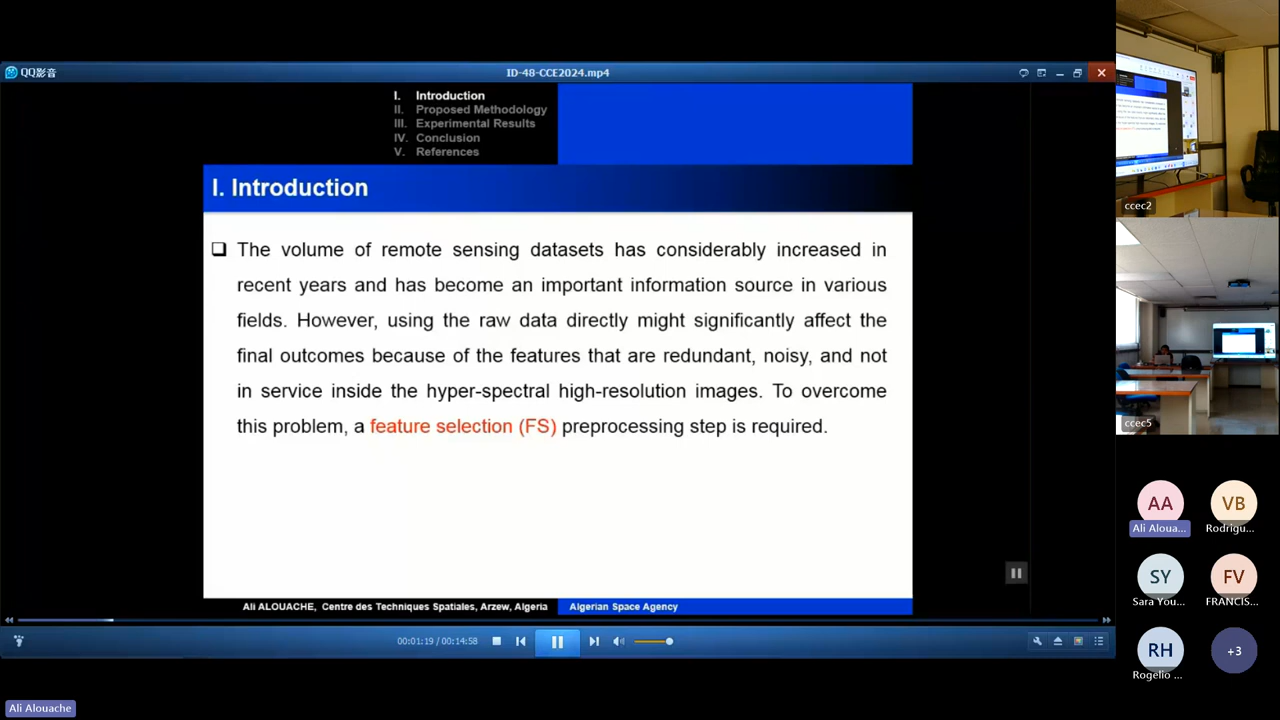 QQ影音
ID-48-CCE2024.mp4
I. Introduction
II. Proposed Methodology
III. Experimental Results
IV. Conclusion
V. References
I. Introduction
The volume of remote sensing datasets has considerably increased in
recent years and has become an important information source in various
fields. However, using the raw data directly might significantly affect the
final outcomes because of the features that are redundant, noisy, and not
in service inside the hyper-spectral high-resolution images. To overcome
this problem, a feature selection (FS) preprocessing step is required.
Ali ALOUACHE, Centre des Techniques Spatiales, Arzew, Algeria
Algerian Space Agency
00:01:19 / 00:14:58
Ali Alouache
ccec2
ccec5
AA
Ali Aloua...
VB
Rodrigu...
SY
Sara You...
FV
FRANCIS...
RH
Rogelio ...
+3